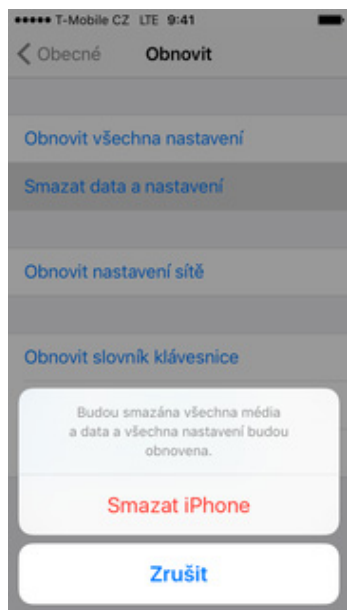 T-Mobile CZ LTE 9:41
Obecné Obnovit
Obnovit všechna nastavení
Smazat data a nastavení
Obnovit nastavení sítě
Obnovit slovník klávesnice
Budou smazána všechna média
a data a všechna nastavení budou
obnovena.
Smazat iPhone
Zrušit